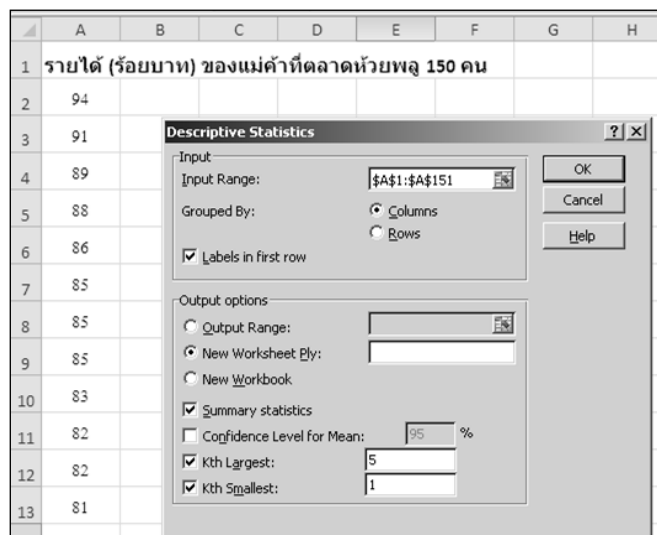 A B C D E F G H
1 รายได้ (ร้อยบาท) ของแม่ค้าที่ตลาดห้วยพลู 150 คน
2 94
3 91
4 89
5 88
6 86
7 85
8 85
9 85
10 83
11 82
12 82
13 81
Descriptive Statistics
Input
Input Range: $A$1:$A$151
Grouped By: Columns
Rows
Labels in first row
OK
Cancel
Help
Output options
Output Range:
New Worksheet Ply:
New Workbook
Summary statistics
Confidence Level for Mean: 95 %
Kth Largest: 5
Kth Smallest: 1